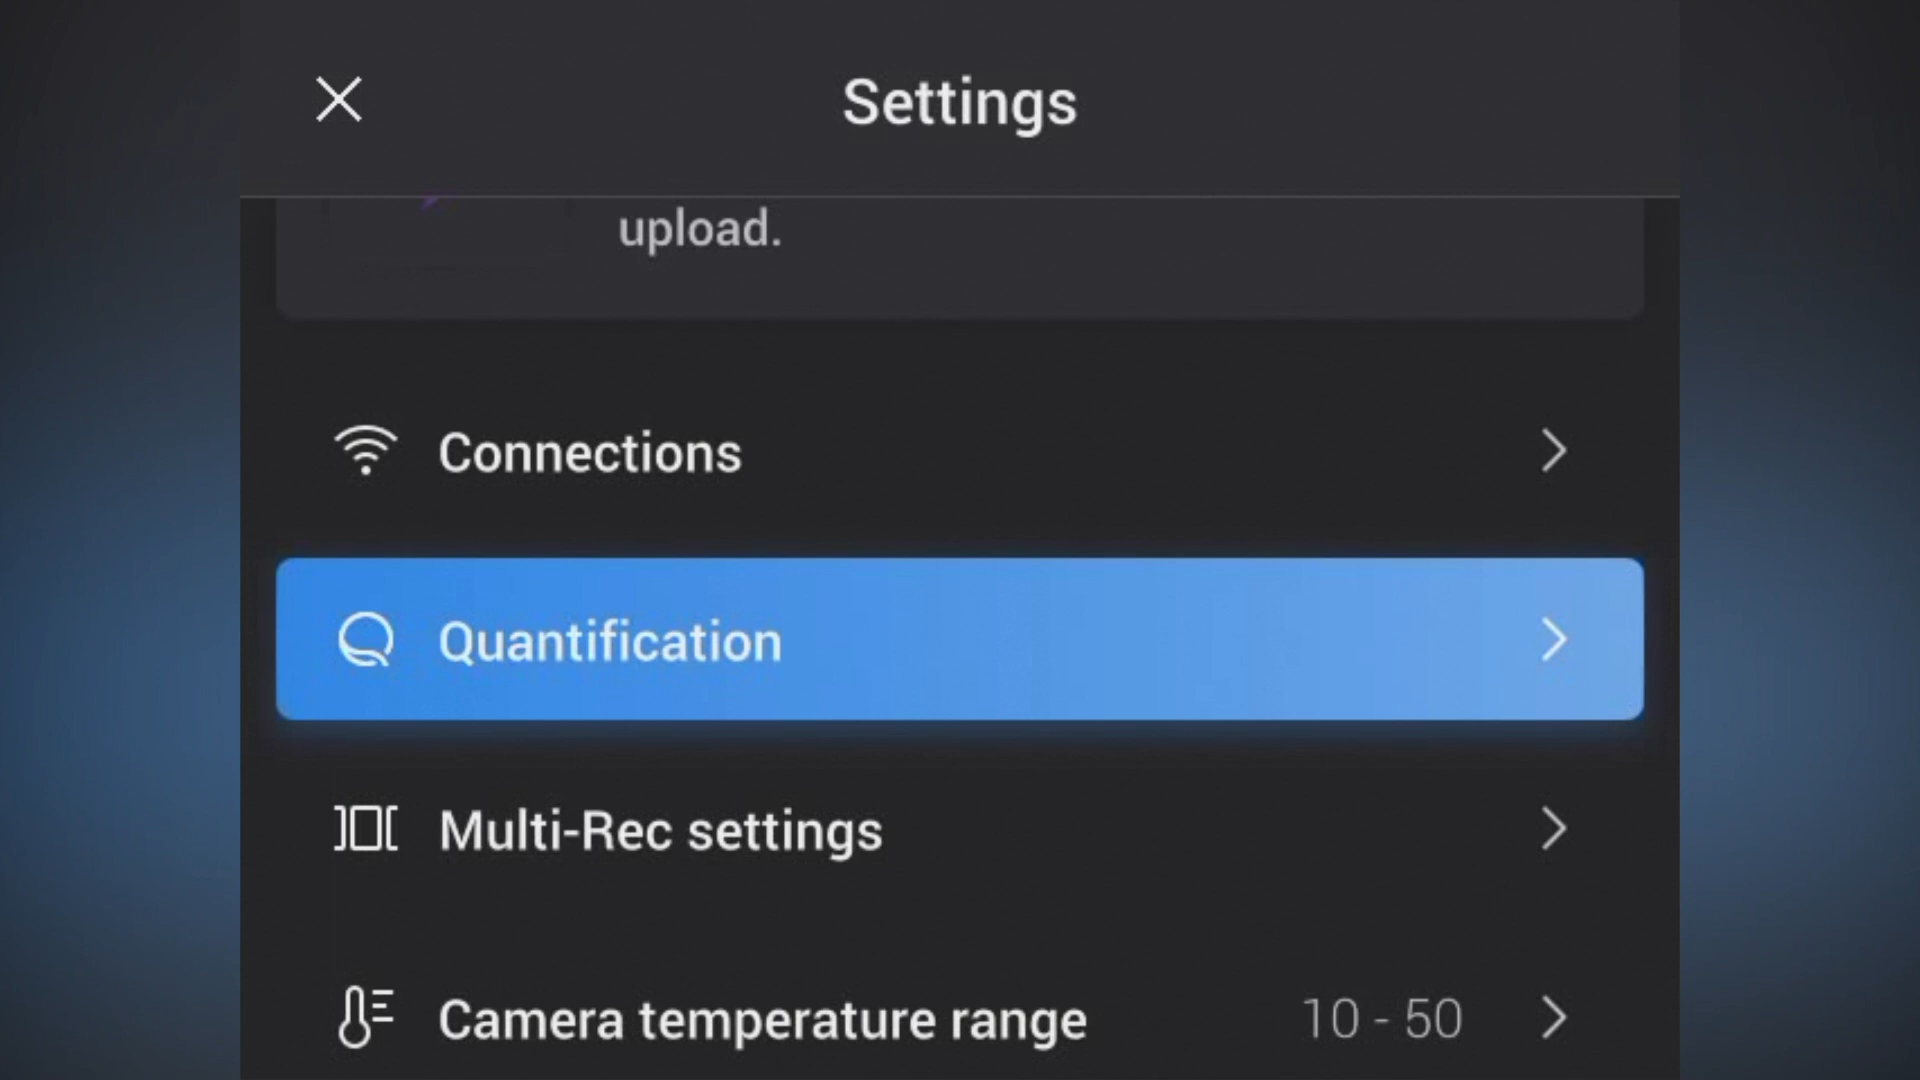 Settings
upload.
Connections
Quantification
Multi-Rec settings
Camera temperature range 10 - 50